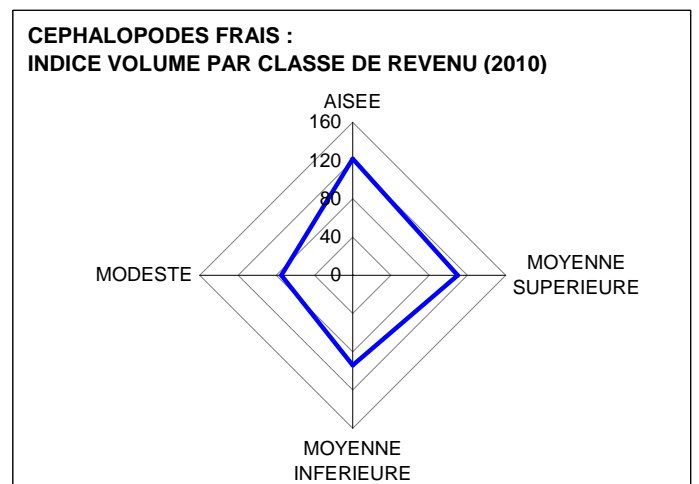 CEPHALOPODES FRAIS :
INDICE VOLUME PAR CLASSE DE REVENU (2010)
AISEE
160
120
80
40
0
MODESTE
MOYENNE
SUPERIEURE
MOYENNE
INFERIEURE